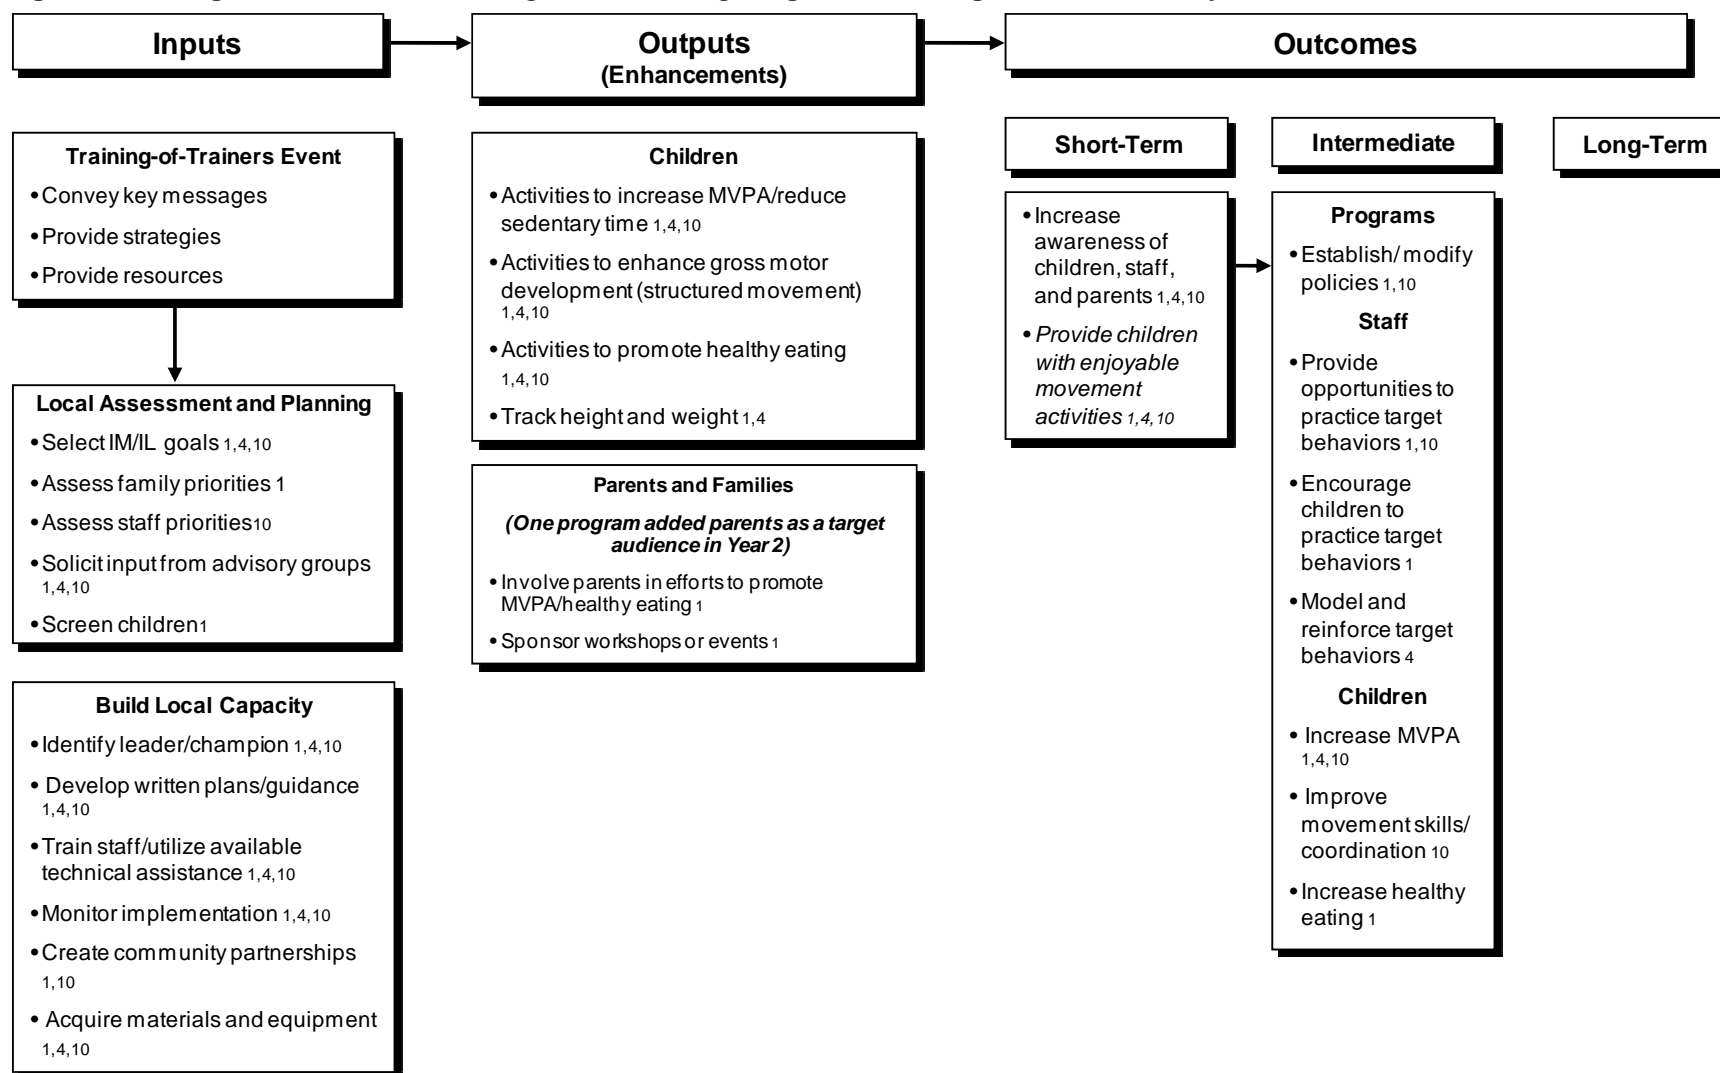 Inputs
Outputs
(Enhancements)
Outcomes
Training-of-Trainers Event
•Convey key messages
•Provide strategies
•Provide resources
Local Assessment and Planning
•Select IM/IL goals 1,4,10
•Assess family priorities 1
•Assess staff priorities10
•Solicit input from advisory groups
1,4,10
•Screen children1
Build Local Capacity
•Identify leader/champion 1,4,10
• Develop written plans/guidance
1,4,10
•Train staff/utilize available
technical assistance 1,4,10
•Monitor implementation 1,4,10
•Create community partnerships
1,10
• Acquire materials and equipment
1,4,10
Children
•Activities to increase MVPA/reduce
sedentary time 1,4,10
•Activities to enhance gross motor
development (structured movement)
1,4,10
•Activities to promote healthy eating
1,4,10
•Track height and weight 1,4
Parents and Families
(One program added parents as a target
audience in Year 2)
•Involve parents in efforts to promote
MVPA/healthy eating 1
•Sponsor workshops or events 1
Short-Term
•Increase
awareness of
children, staff,
and parents 1,4,10
•Provide children
with enjoyable
movement
activities 1,4,10
Intermediate
Programs
•Establish/ modify
policies 1,10
Staff
•Provide
opportunities to
practice target
behaviors 1,10
•Encourage
children to
practice target
behaviors 1
•Model and
reinforce target
behaviors 4
Children
• Increase MVPA
1,4,10
• Improve
movement skills/
coordination 10
•Increase healthy
eating 1
Long-Term